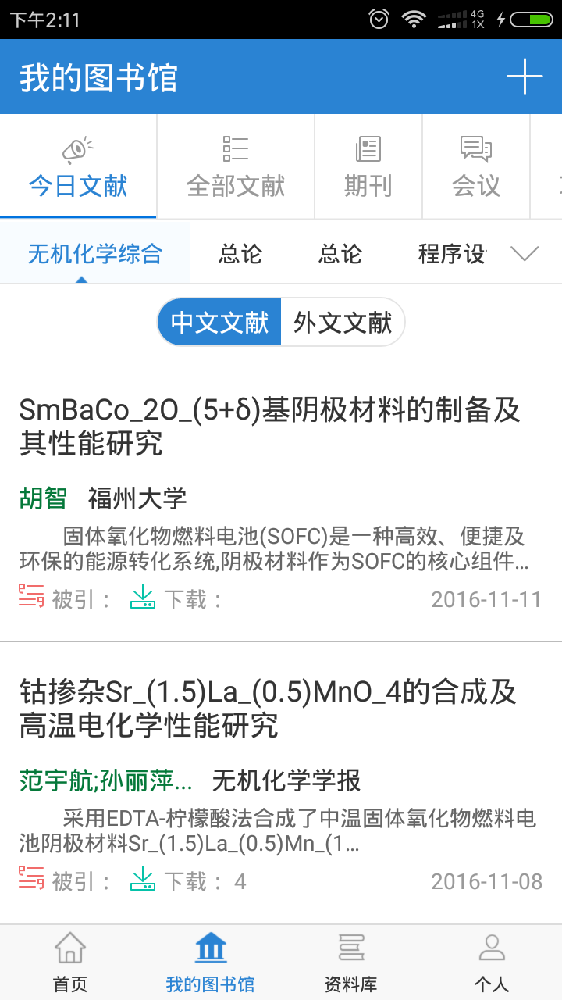 下午2:11
4G
1X
我的图书馆
今日文献 全部文献 期刊 会议
无机化学综合 总论 总论 程序设
中文文献 外文文献
SmBaCo_2O_(5+δ)基阴极材料的制备及
其性能研究
胡智 福州大学
固体氧化物燃料电池(SOFC)是一种高效、便捷及
环保的能源转化系统,阴极材料作为SOFC的核心组件...
被引： 下载： 2016-11-11
钴掺杂Sr_(1.5)La_(0.5)MnO_4的合成及
高温电化学性能研究
范宇航;孙丽萍... 无机化学学报
采用EDTA-柠檬酸法合成了中温固体氧化物燃料电
池阴极材料Sr_(1.5)La_(0.5)Mn_(1...
被引： 下载：4 2016-11-08
首页 我的图书馆 资料库 个人